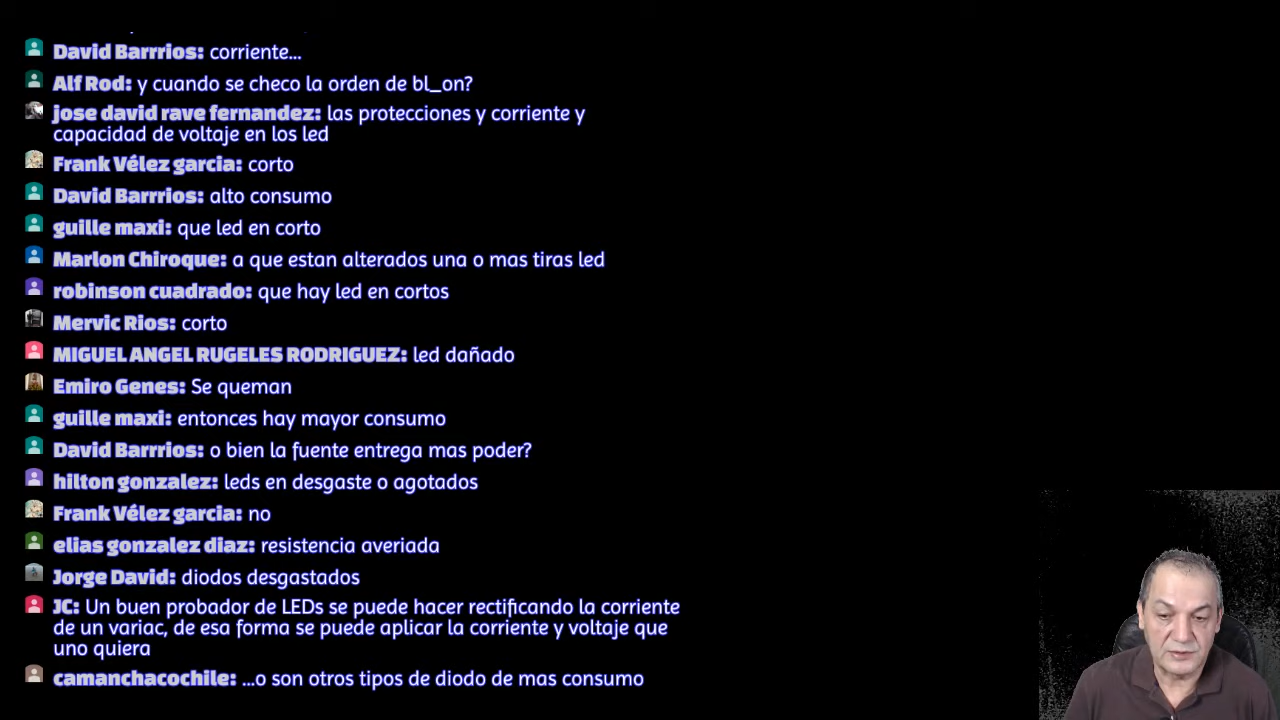 David Barrrios: corriente...
Alf Rod: y cuando se checo la orden de bl_on?
jose david rave fernandez: las protecciones y corriente y
capacidad de voltaje en los led
Frank Vélez garcia: corto
David Barrrios: alto consumo
guille maxi: que led en corto
Marlon Chiroque: a que estan alterados una o mas tiras led
robinson cuadrado: que hay led en cortos
Mervic Rios: corto
MIGUEL ANGEL RUGELES RODRIGUEZ: led dañado
Emiro Genes: Se queman
guille maxi: entonces hay mayor consumo
David Barrrios: o bien la fuente entrega mas poder?
hilton gonzalez: leds en desgaste o agotados
Frank Vélez garcia: no
elias gonzalez diaz: resistencia averiada
Jorge David: diodos desgastados
JC: Un buen probador de LEDs se puede hacer rectificando la corriente
de un variac, de esa forma se puede aplicar la corriente y voltaje que
uno quiera
camanchacochile: ...o son otros tipos de diodo de mas consumo